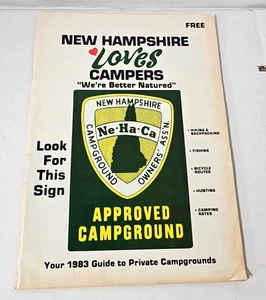 FREE
NEW HAMPSHIRE
Loves
CAMPERS
"We're Better Natured"
Look
For
This
Sign
NEW HAMPSHIRE
Ne-Ha-Ca
CAMPGROUND OWNERS' ASS'N.
APPROVED
CAMPGROUND
• HIKING &
BACKPACKING
• FISHING
• BICYCLE
ROUTES
• HUNTING
• CAMPING
RATES
Your 1983 Guide to Private Campgrounds